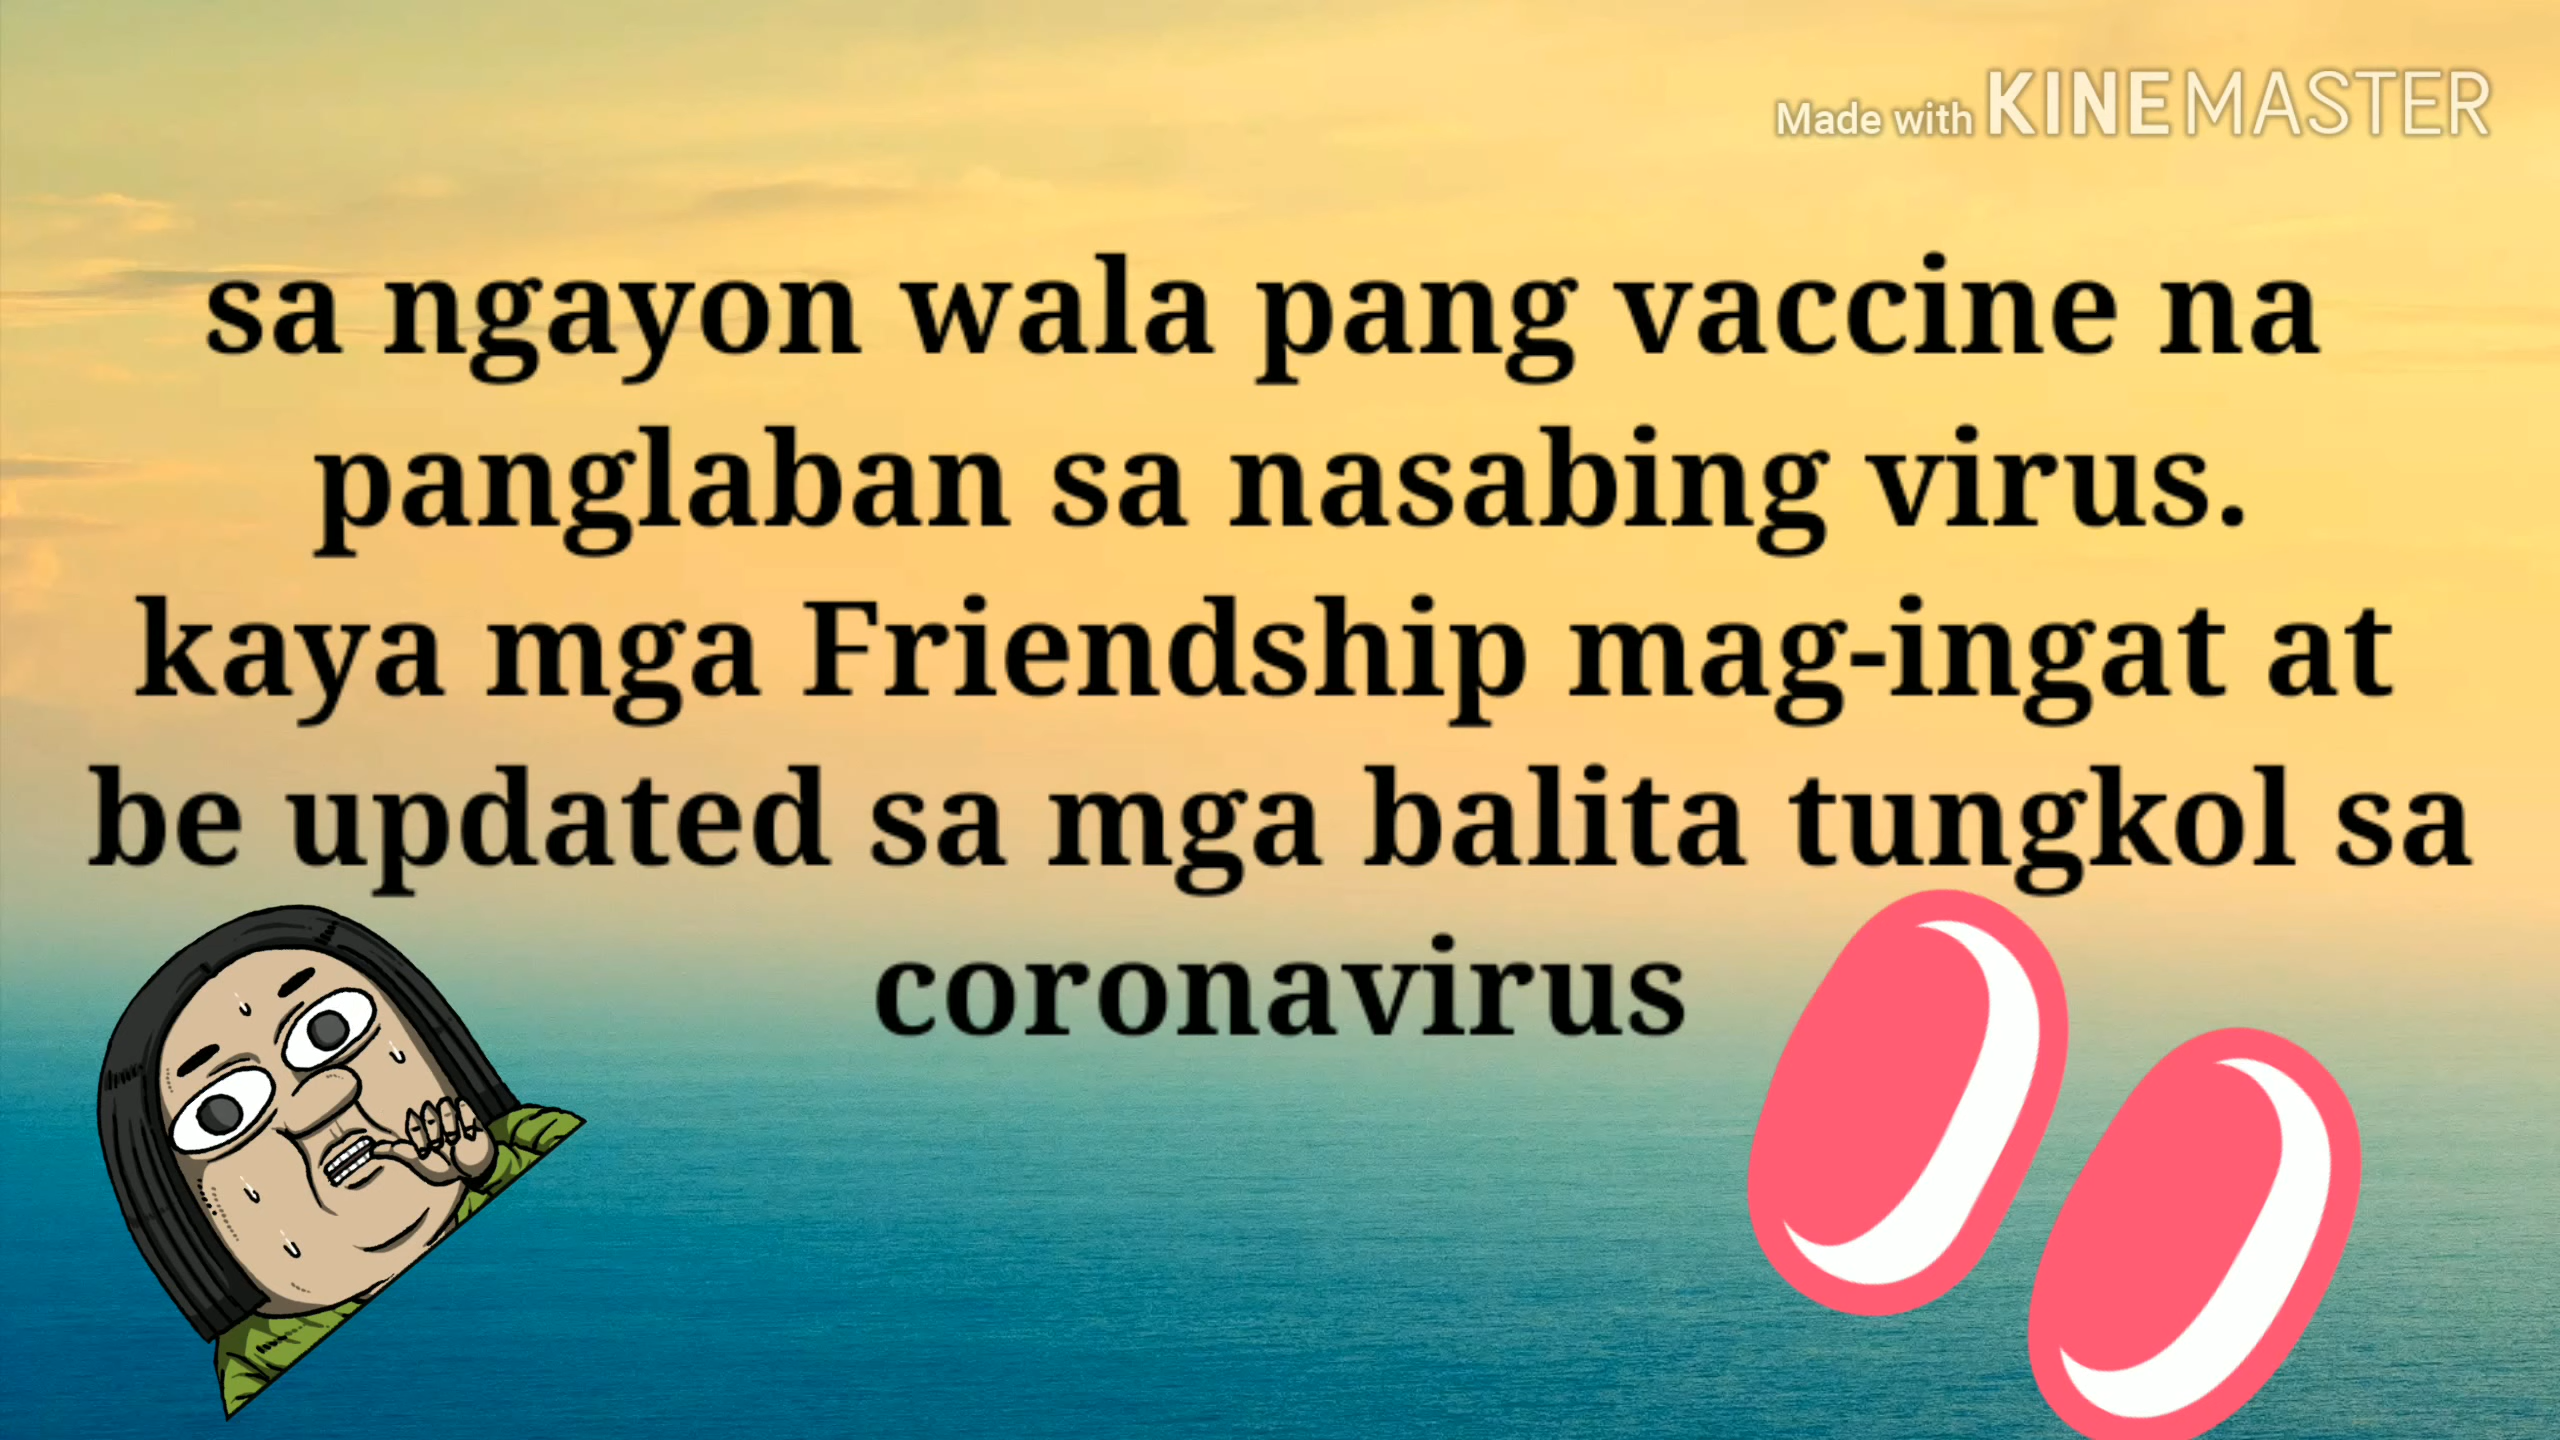 Made with KINEMASTER
sa ngayon wala pang vaccine na
panglaban sa nasabing virus.
kaya mga Friendship mag-ingat at
be updated sa mga balita tungkol sa
coronavirus